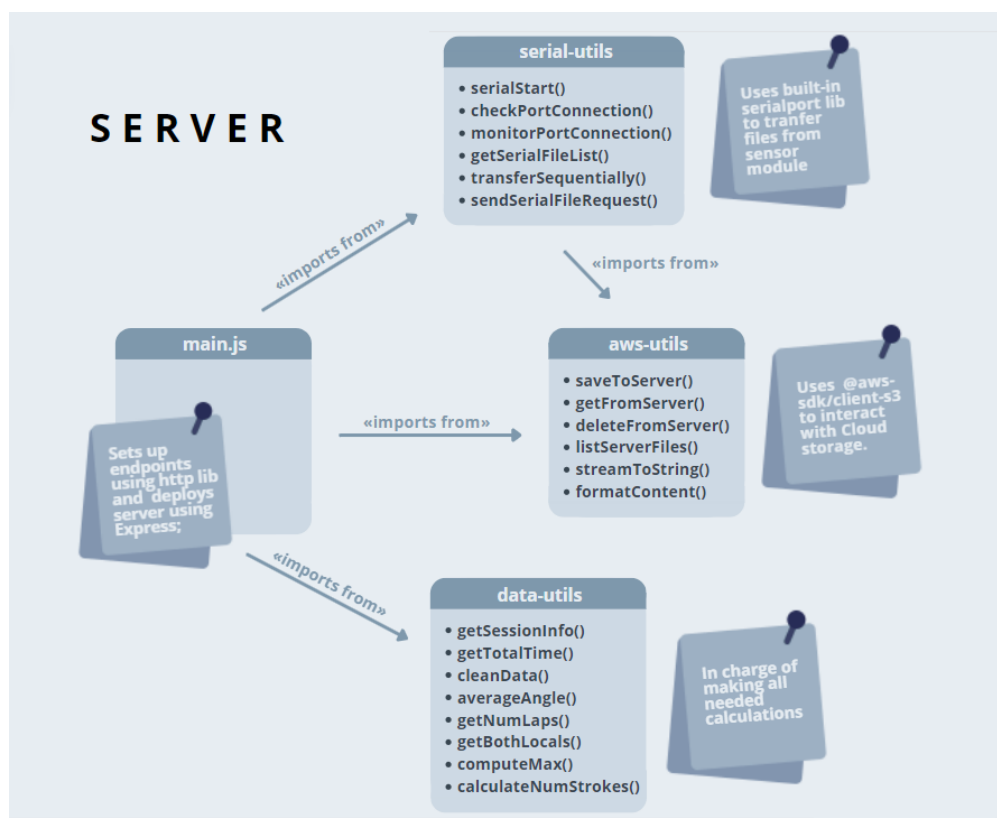 SERVER
serial-utils
• serialStart()
• checkPortConnection()
• monitorPortConnection()
• getSerialFileList()
• transferSequentially()
• sendSerialFileRequest()
Uses built-in
serialport lib
to tranfer
files from
sensor
module
«imports from»
«imports from»
main.js
Sets up
endpoints
using http lib
and deploys
server using
Express;
«imports from»
aws-utils
• saveToServer()
• getFromServer()
• deleteFromServer()
• listServerFiles()
• streamToString()
• formatContent()
Uses @aws-
sdk/client-s3
to interact
with Cloud
storage.
«imports from»
data-utils
• getSessionInfo()
• getTotalTime()
• cleanData()
• averageAngle()
• getNumLaps()
• getBothLocals()
• computeMax()
• calculateNumStrokes()
In charge of
making all
needed
calculations